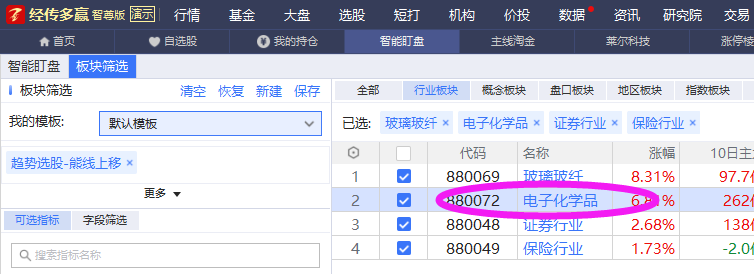 经传多赢 智尊版 演示 行情 基金 大盘 选股 短打 机构 价投 数据 资讯 研究院 交易
首页 自选股 我的持仓 智能盯盘 主线淘金 莱尔科技 涨停棱
智能盯盘 板块筛选
板块筛选 清空 恢复 新建 保存
我的模板: 默认模板
趋势选股-能线上移 ×
更多
可选指标 字段筛选
搜索指标名称
全部 行业板块 概念板块 盘口板块 地区板块 指数板块
已选: 玻璃玻纤 × 电子化学品 × 证券行业 × 保险行业 ×
代码 名称 涨幅 10日主
1 880069 玻璃玻纤 8.31% 97.7
2 880072 电子化学品 262亿
3 880048 证券行业 2.68% 138
4 880049 保险行业 1.73% -2.0